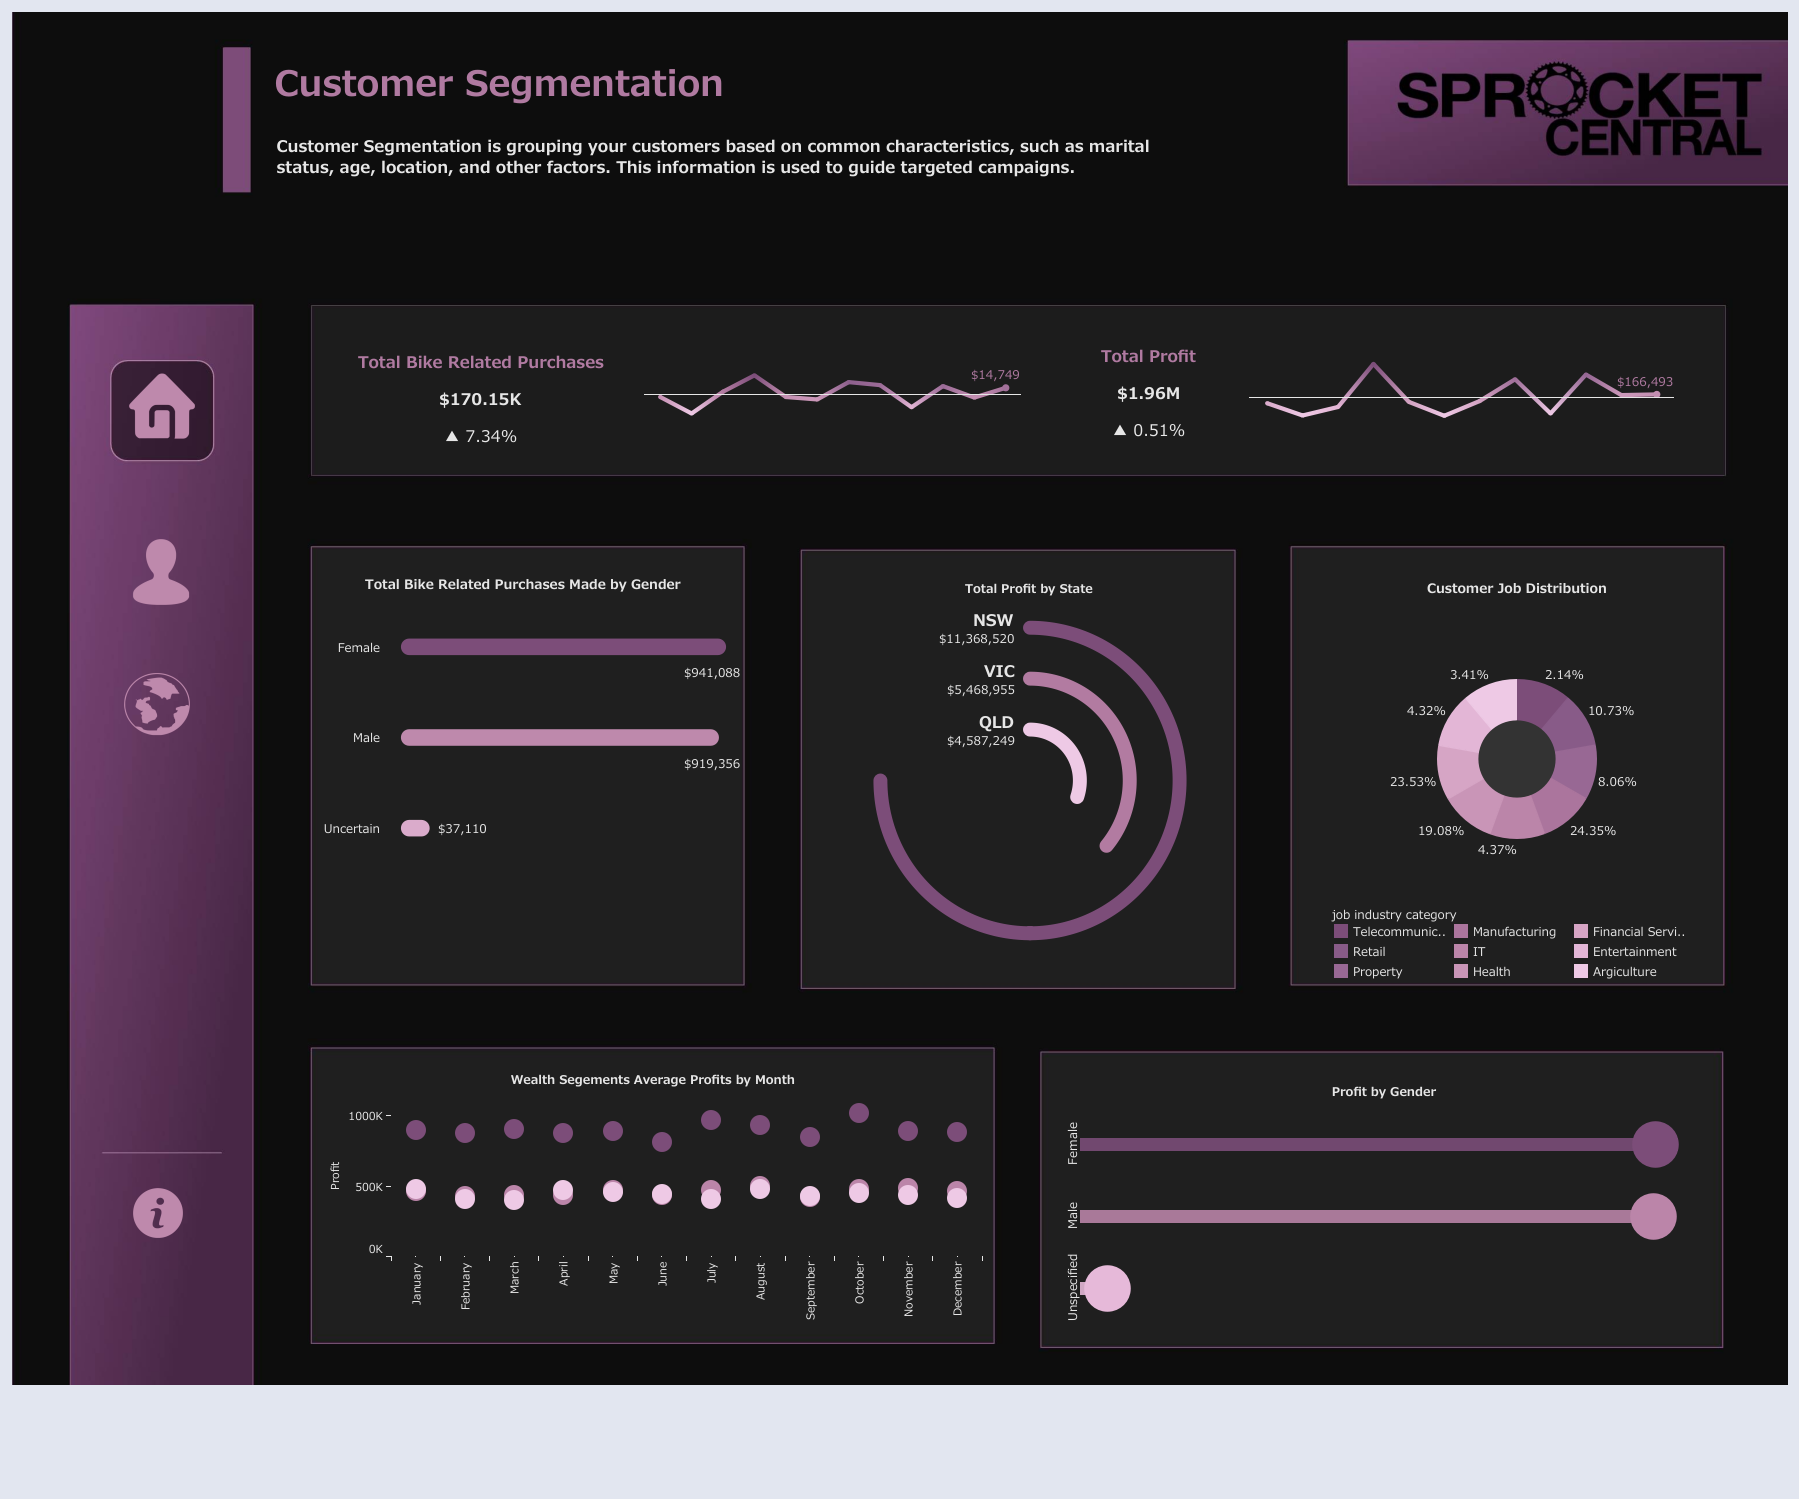 Customer Segmentation
Customer Segmentation is grouping your customers based on common characteristics, such as marital
status, age, location, and other factors. This information is used to guide targeted campaigns.
SPROCKET
CENTRAL
Total Bike Related Purchases
$170.15K
▲ 7.34%
$14,749
Total Profit
$1.96M
▲ 0.51%
$166,493
Total Bike Related Purchases Made by Gender
Female
$941,088
Male
$919,356
Uncertain
$37,110
Total Profit by State
NSW
$11,368,520
VIC
$5,468,955
QLD
$4,587,249
Customer Job Distribution
3.41%
2.14%
4.32%
10.73%
23.53%
8.06%
19.08%
24.35%
4.37%
job industry category
Telecommunic..
Manufacturing
Financial Servi..
Retail
IT
Entertainment
Property
Health
Argiculture
Wealth Segements Average Profits by Month
Profit
1000K
500K
0K
January
February
March
April
May
June
July
August
September
October
November
December
Profit by Gender
Female
Male
Unspecified
i